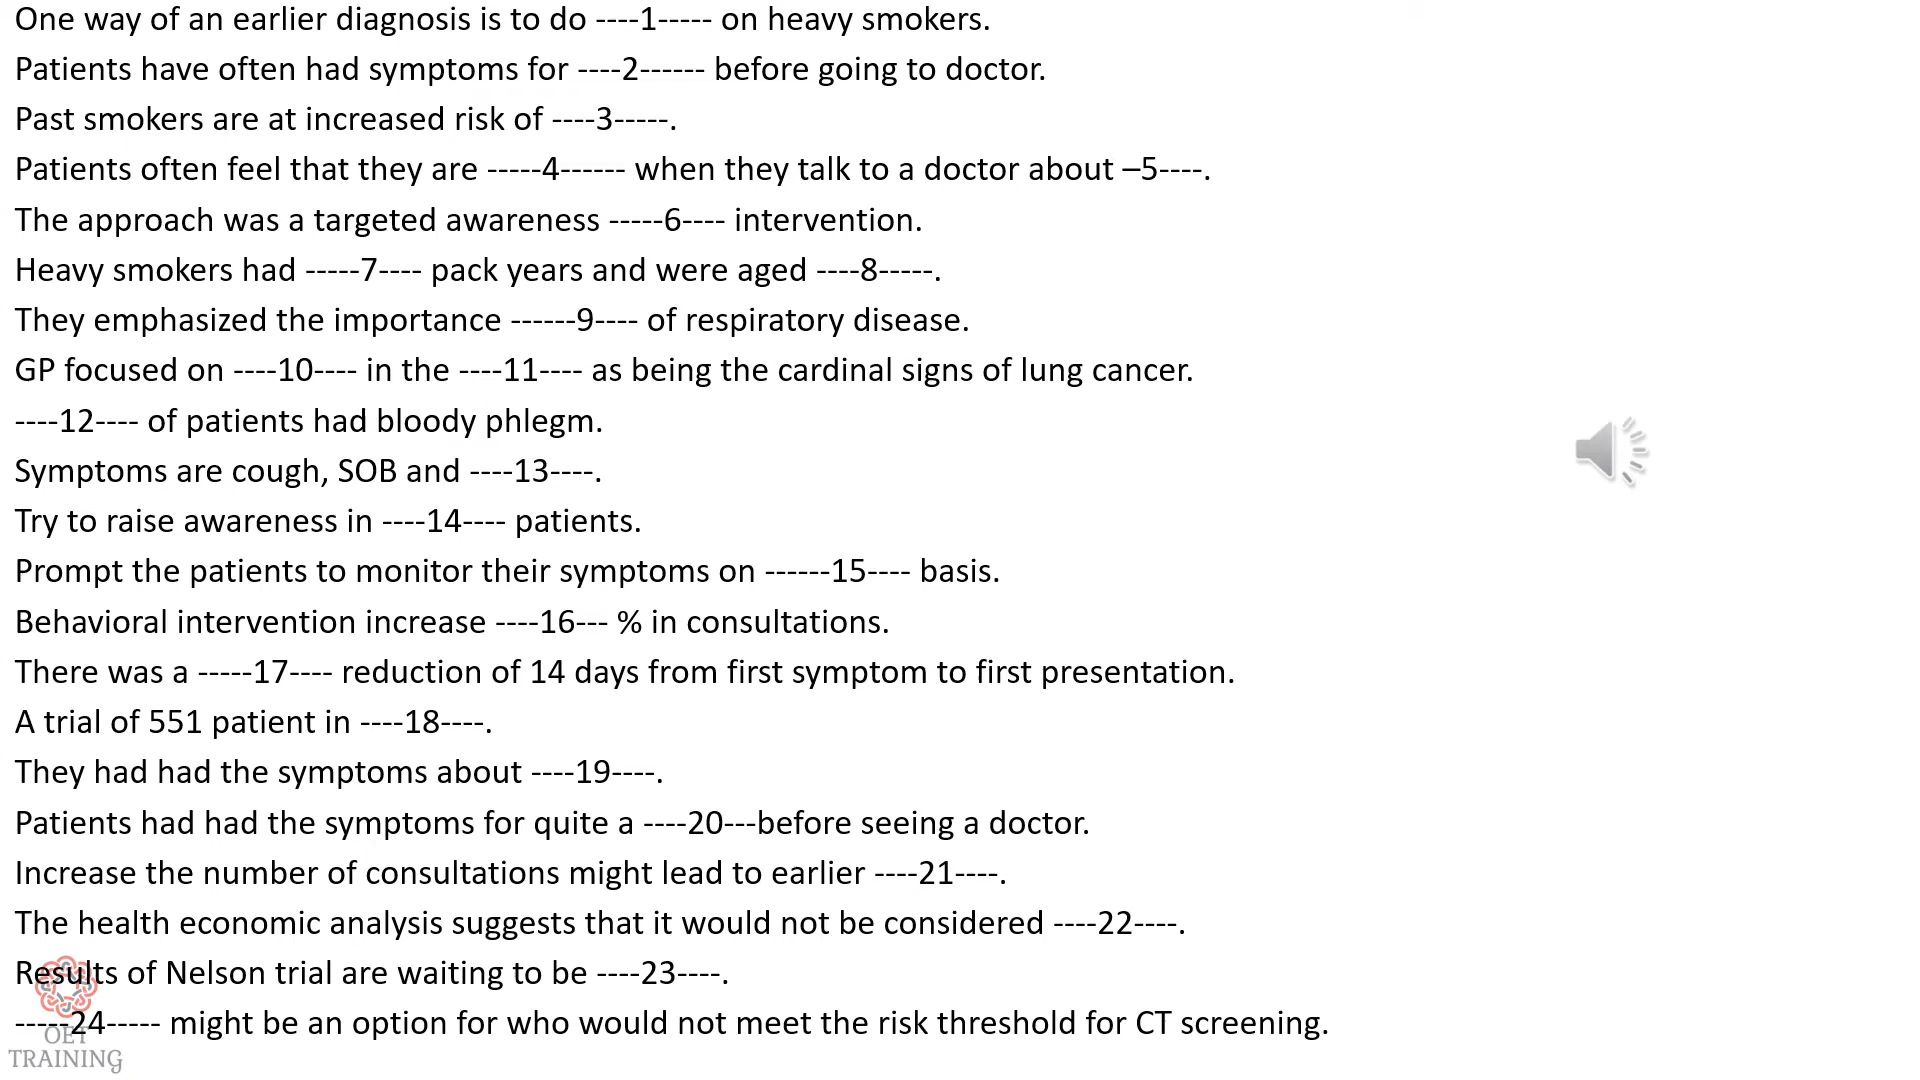 One way of an earlier diagnosis is to do ----1----- on heavy smokers.
Patients have often had symptoms for ----2------ before going to doctor.
Past smokers are at increased risk of ----3-----.
Patients often feel that they are -----4------ when they talk to a doctor about –5----.
The approach was a targeted awareness -----6---- intervention.
Heavy smokers had -----7---- pack years and were aged ----8-----.
They emphasized the importance ------9---- of respiratory disease.
GP focused on ----10---- in the ----11---- as being the cardinal signs of lung cancer.
----12---- of patients had bloody phlegm.
Symptoms are cough, SOB and ----13----.
Try to raise awareness in ----14---- patients.
Prompt the patients to monitor their symptoms on ------15---- basis.
Behavioral intervention increase ----16--- % in consultations.
There was a -----17---- reduction of 14 days from first symptom to first presentation.
A trial of 551 patient in ----18----.
They had had the symptoms about ----19----.
Patients had had the symptoms for quite a ----20---before seeing a doctor.
Increase the number of consultations might lead to earlier ----21----.
The health economic analysis suggests that it would not be considered ----22----.
Results of Nelson trial are waiting to be ----23----.
-----24----- might be an option for who would not meet the risk threshold for CT screening.
OET
TRAINING